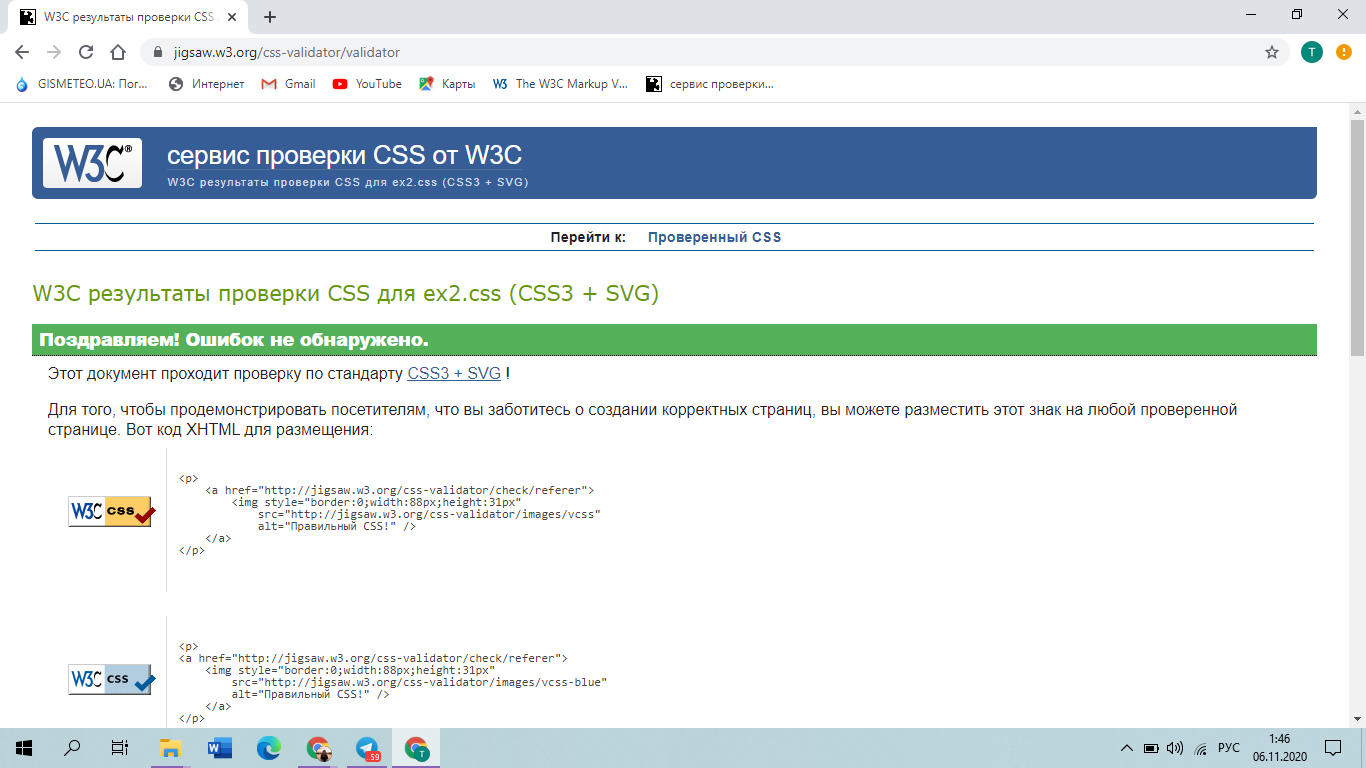 W3C результаты проверки CSS
jigsaw.w3.org/css-validator/validator
T
GISMETEO.UA: Пог...
Интернет
Gmail
YouTube
Карты
W3
The W3C Markup V...
сервис проверки...
W3C®
сервис проверки CSS от W3C
W3C результаты проверки CSS для ex2.css (CSS3 + SVG)
Перейти к: Проверенный CSS
W3C результаты проверки CSS для ex2.css (CSS3 + SVG)
Поздравляем! Ошибок не обнаружено.
Этот документ проходит проверку по стандарту CSS3 + SVG !
Для того, чтобы продемонстрировать посетителям, что вы заботитесь о создании корректных страниц, вы можете разместить этот знак на любой проверенной
странице. Вот код XHTML для размещения:
W3C css
<p>
<a href="http://jigsaw.w3.org/css-validator/check/referer">
<img style="border:0;width:88px;height:31px"
src="http://jigsaw.w3.org/css-validator/images/vcss"
alt="Правильный CSS!" />
</a>
</p>
W3C css
<p>
<a href="http://jigsaw.w3.org/css-validator/check/referer">
<img style="border:0;width:88px;height:31px"
src="http://jigsaw.w3.org/css-validator/images/vcss-blue"
alt="Правильный CSS!" />
</a>
</p>
W
.59
T
РУС
1:46
06.11.2020